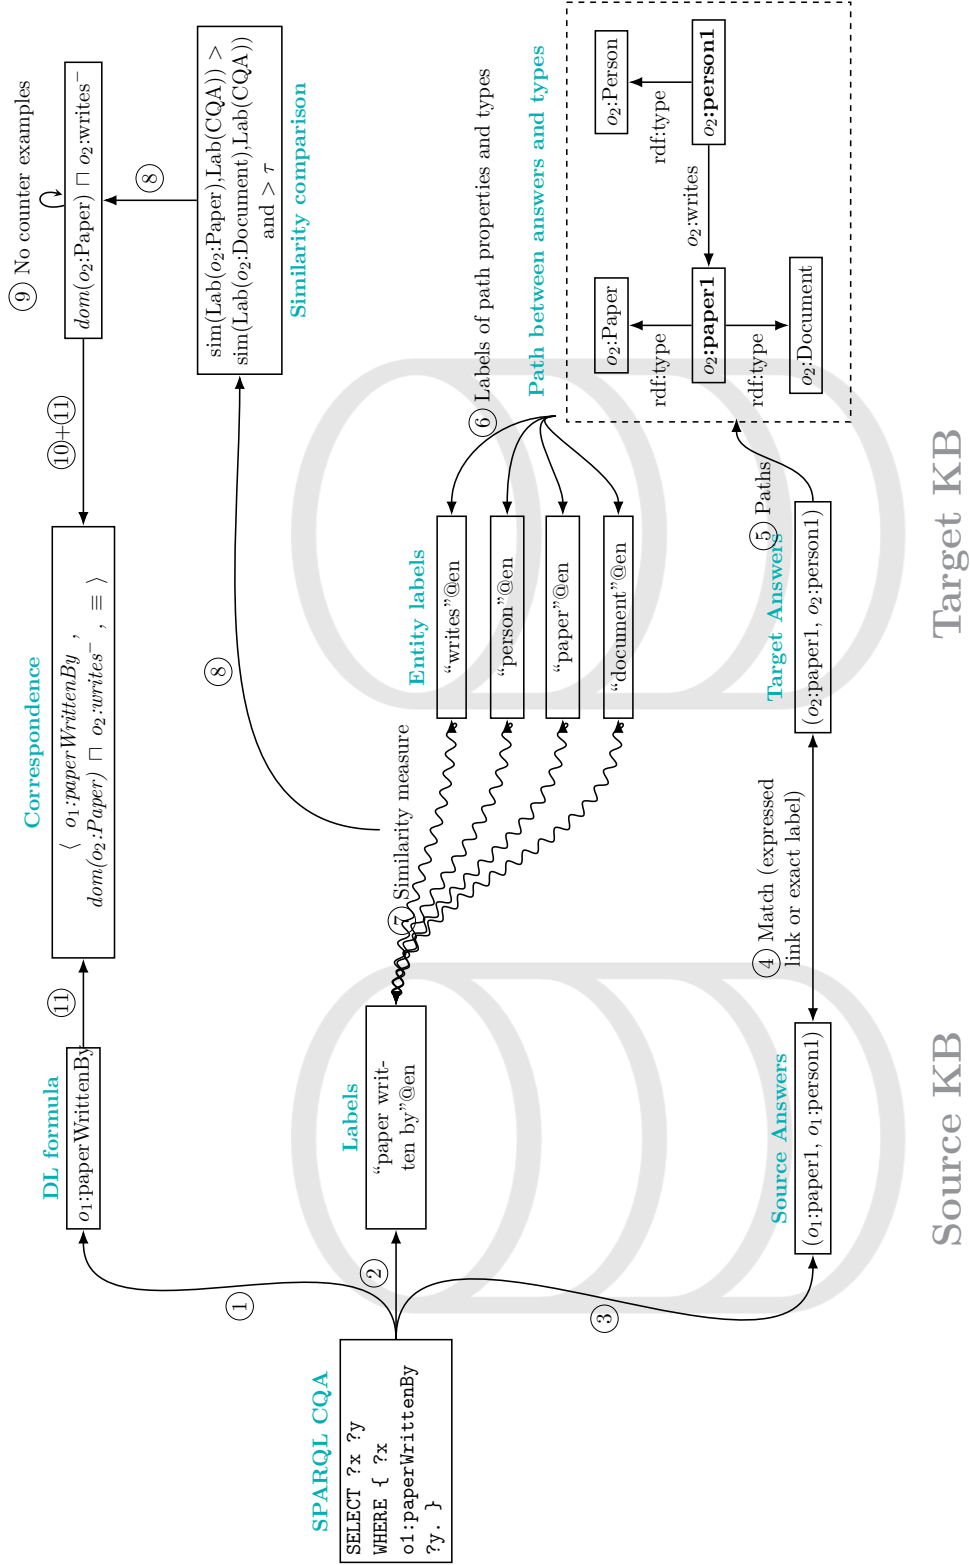 SPARQL CQA
SELECT ?x ?y
WHERE { ?x
o1:paperWrittenBy
?y. }
1
2
3
DL formula
o₁:paperWrittenBy
11
Labels
“paper writ-
ten by”@en
Source Answers
(o₁:paper1, o₁:person1)
Source KB
4 Match (expressed
link or exact label)
7 Similarity measure
8
Correspondence
⟨ o₁:paperWrittenBy ,
dom(o₂:Paper) ⊓ o₂:writes⁻ , ≡ ⟩
10+11
Entity labels
“writes”@en
“person”@en
“paper”@en
“document”@en
Target Answers
(o₂:paper1, o₂:person1)
Target KB
5 Paths
6 Labels of path properties and types
Path between answers and types
o₂:Paper
rdf:type
o₂:paper1
rdf:type
o₂:Document
o₂:writes
o₂:Person
rdf:type
o₂:person1
9 No counter examples
dom(o₂:Paper) ⊓ o₂:writes⁻
8
sim(Lab(o₂:Paper),Lab(CQA)) >
sim(Lab(o₂:Document),Lab(CQA))
and > τ
Similarity comparison